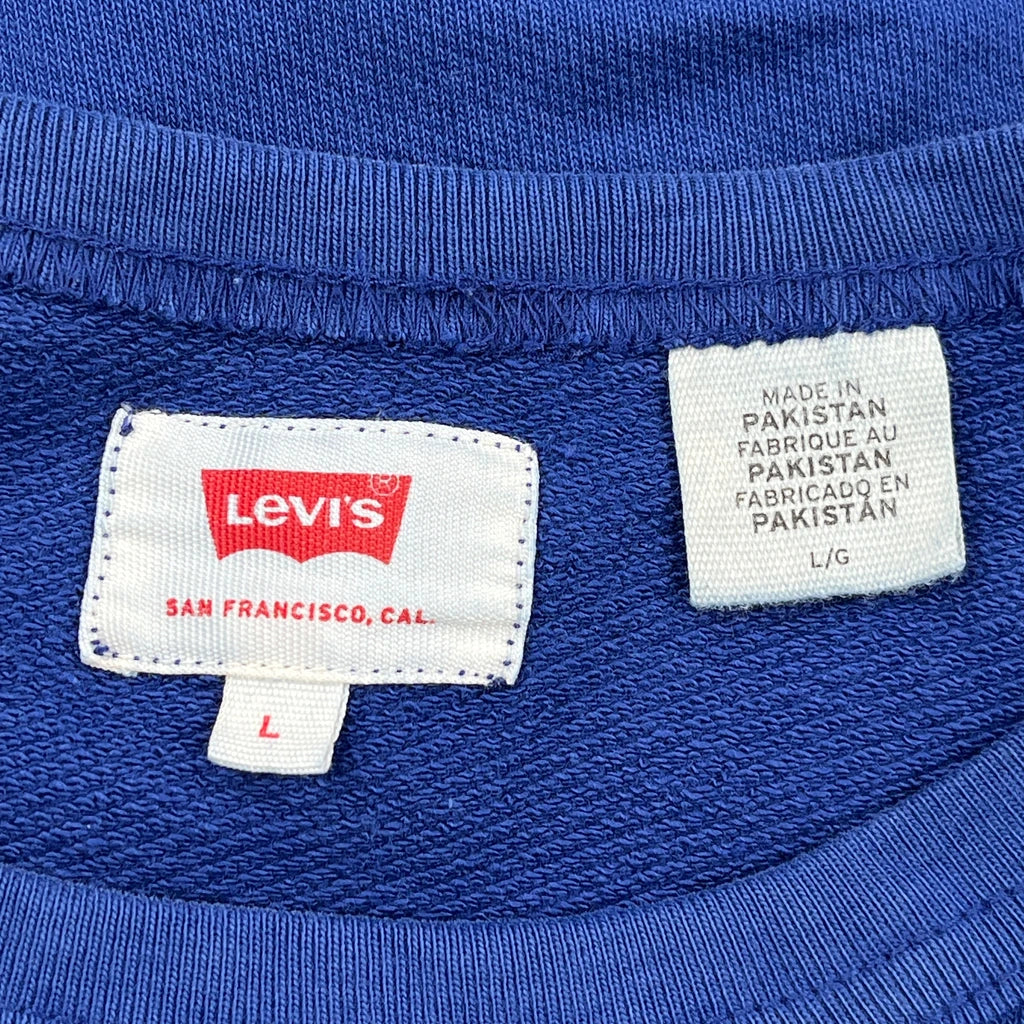 LEVI'S®
SAN FRANCISCO, CAL.
L
MADE IN
PAKISTAN
FABRIQUE AU
PAKISTAN
FABRICADO EN
PAKISTÁN
L/G